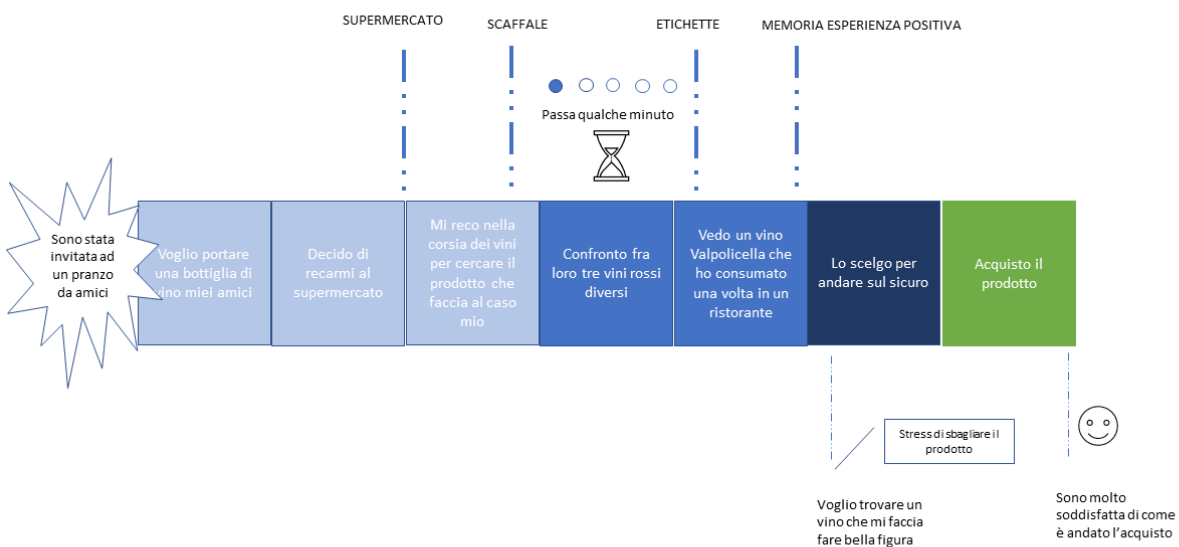 SUPERMERCATO
SCAFFALE
ETICHETTE
MEMORIA ESPERIENZA POSITIVA
Passa qualche minuto
Sono stata
invitata ad
un pranzo
da amici
Voglio portare
una bottiglia di
vino miei amici
Decido di
recarmi al
supermercato
Mi reco nella
corsia dei vini
per cercare il
prodotto che
faccia al caso
mio
Confronto fra
loro tre vini rossi
diversi
Vedo un vino
Valpolicella che
ho consumato
una volta in un
ristorante
Lo scelgo per
andare sul sicuro
Acquisto il
prodotto
Stress di sbagliare il
prodotto
Voglio trovare un
vino che mi faccia
fare bella figura
Sono molto
soddisfatta di come
è andato l’acquisto